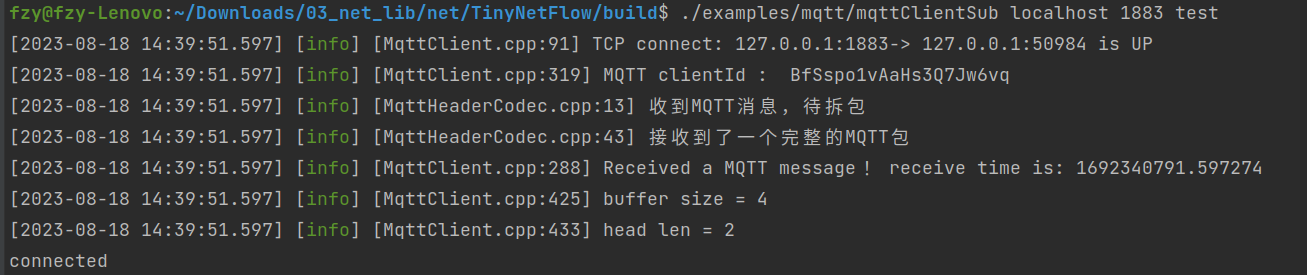 fzy@fzy-Lenovo:~/Downloads/03_net_lib/net/TinyNetFlow/build$ ./examples/mqtt/mqttClientSub localhost 1883 test
[2023-08-18 14:39:51.597] [info] [MqttClient.cpp:91] TCP connect: 127.0.0.1:1883-> 127.0.0.1:50984 is UP
[2023-08-18 14:39:51.597] [info] [MqttClient.cpp:319] MQTT clientId :  BfSspo1vAaHs3Q7Jw6vq
[2023-08-18 14:39:51.597] [info] [MqttHeaderCodec.cpp:13] 收到MQTT消息，待拆包
[2023-08-18 14:39:51.597] [info] [MqttHeaderCodec.cpp:43] 接收到了一个完整的MQTT包
[2023-08-18 14:39:51.597] [info] [MqttClient.cpp:288] Received a MQTT message！ receive time is: 1692340791.597274
[2023-08-18 14:39:51.597] [info] [MqttClient.cpp:425] buffer size = 4
[2023-08-18 14:39:51.597] [info] [MqttClient.cpp:433] head len = 2
connected